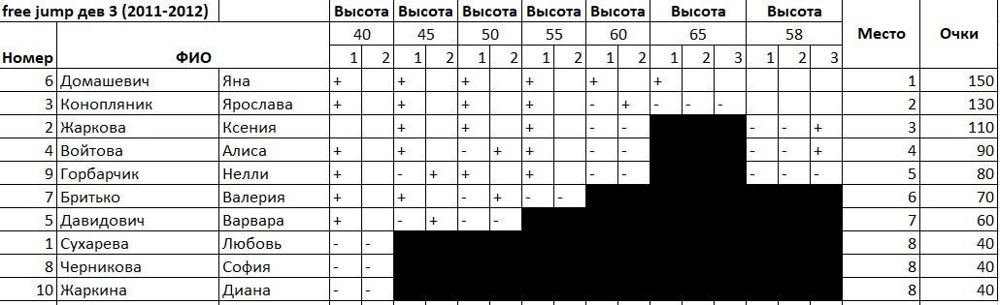 free jump дев 3 (2011-2012) Высота Высота Высота Высота Высота Высота Высота Место Очки
40 45 50 55 60 65 58
Номер ФИО 1 2 1 2 1 2 1 2 1 2 1 2 3 1 2 3
6 Домашевич Яна + + + + + + 1 150
3 Конопляник Ярослава + + + + - + - - - 2 130
2 Жаркова Ксения + + + - - - - + 3 110
4 Войтова Алиса + + - + + - - - - + 4 90
9 Горбарчик Нелли + - + + + - - - - - 5 80
7 Бритько Валерия + + - + - - 6 70
5 Давидович Варвара + - + - - 7 60
1 Сухарева Любовь - - 8 40
8 Черникова София - - 8 40
10 Жаркина Диана - - 8 40